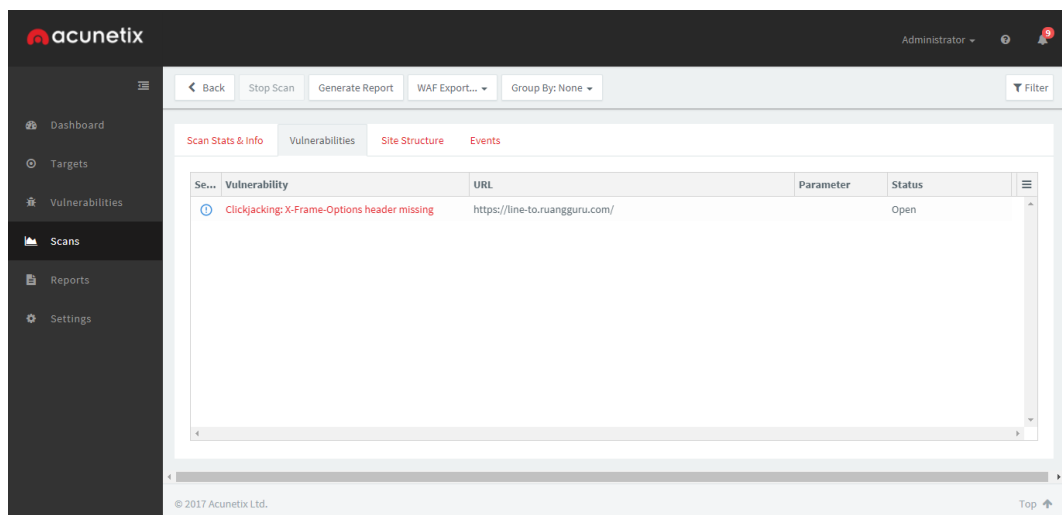 acunetix
Administrator
9
Back Stop Scan Generate Report WAF Export... Group By: None Filter
Dashboard
Targets
Vulnerabilities
Scans
Reports
Settings
Scan Stats & Info Vulnerabilities Site Structure Events
Se... Vulnerability URL Parameter Status
Clickjacking: X-Frame-Options header missing https://line-to.ruangguru.com/ Open
© 2017 Acunetix Ltd. Top